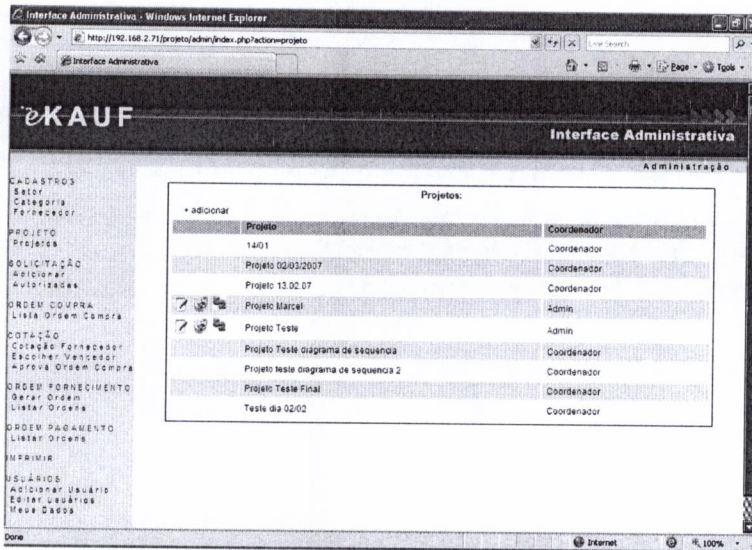 Interface Administrativa - Windows Internet Explorer
http://192.168.2.71/projeto/admin/index.php?action=projeto
Live Search
Interface Administrativa
Page
Tools
eKAUF
Interface Administrativa
Administração
CADASTROS
Setor
Categoria
Fornecedor
PROJETO
Projetos
SOLICITAÇÃO
Adicionar
Autorizadas
ORDEM COMPRA
Lista Ordem Compra
COTAÇÃO
Cotação Fornecedor
Escolher Vencedor
Aprova Ordem Compra
ORDEM FORNECIMENTO
Gerar Ordem
Listar Ordens
ORDEM PAGAMENTO
Listar Ordens
IMPRIMIR
USUÁRIOS
Adicionar Usuário
Editar Usuários
Meus Dados
Projetos:
+ adicionar
Projeto Coordenador
14/01 Coordenador
Projeto 02/03/2007 Coordenador
Projeto 13.02.07 Coordenador
Projeto Marcel Admin
Projeto Teste Admin
Projeto Teste diagrama de sequencia Coordenador
Projeto teste diagrama de sequencia 2 Coordenador
Projeto Teste Final Coordenador
Teste dia 02/02 Coordenador
Done
Internet
100%